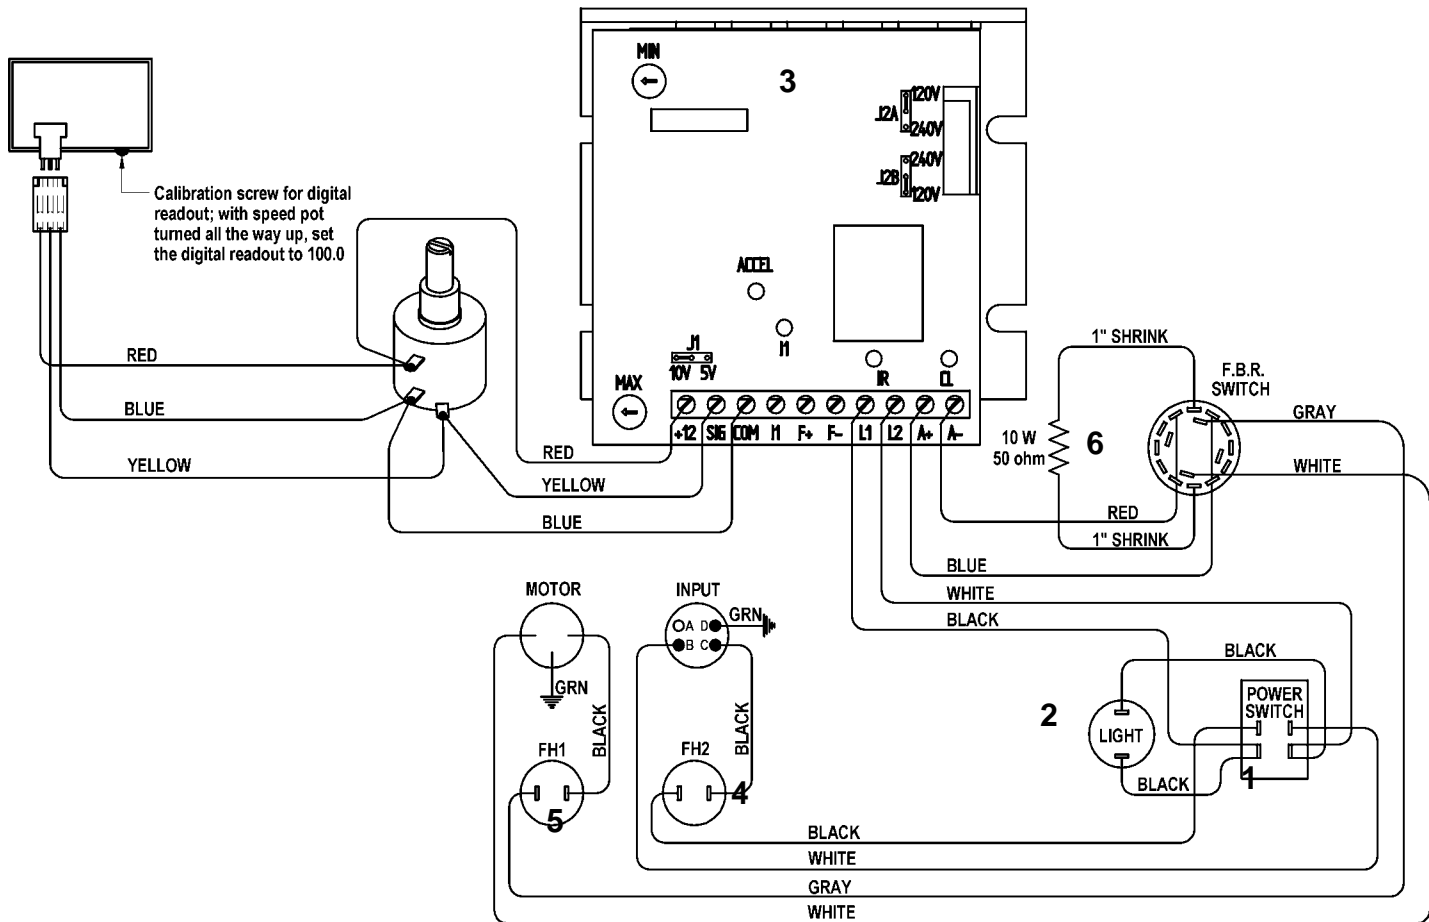 MIN
3
120V
J2A
240V
240V
J2B
120V
Calibration screw for digital
readout; with speed pot
turned all the way up, set
the digital readout to 100.0
ACCEL
I1
J1
10V 5V
IR
CL
MAX
+12 SIG COM I1 F+ F- L1 L2 A+ A-
RED
BLUE
YELLOW
RED
YELLOW
BLUE
1" SHRINK
F.B.R.
SWITCH
GRAY
10 W
50 ohm
6
WHITE
RED
1" SHRINK
BLUE
WHITE
BLACK
MOTOR
INPUT
GRN
A D
B C
GRN
BLACK
BLACK
BLACK
2
LIGHT
POWER
SWITCH
1
BLACK
FH1
5
FH2
4
BLACK
WHITE
GRAY
WHITE